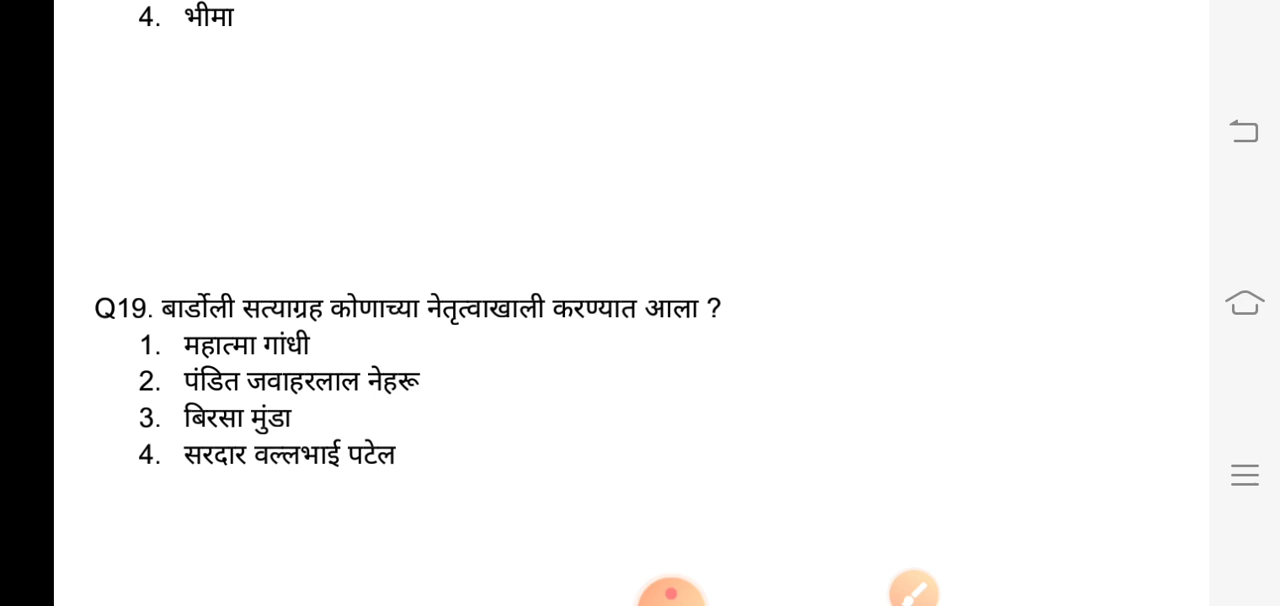 4. भीमा
Q19. बार्डोली सत्याग्रह कोणाच्या नेतृत्वाखाली करण्यात आला ?
1. महात्मा गांधी
2. पंडित जवाहरलाल नेहरू
3. बिरसा मुंडा
4. सरदार वल्लभाई पटेल